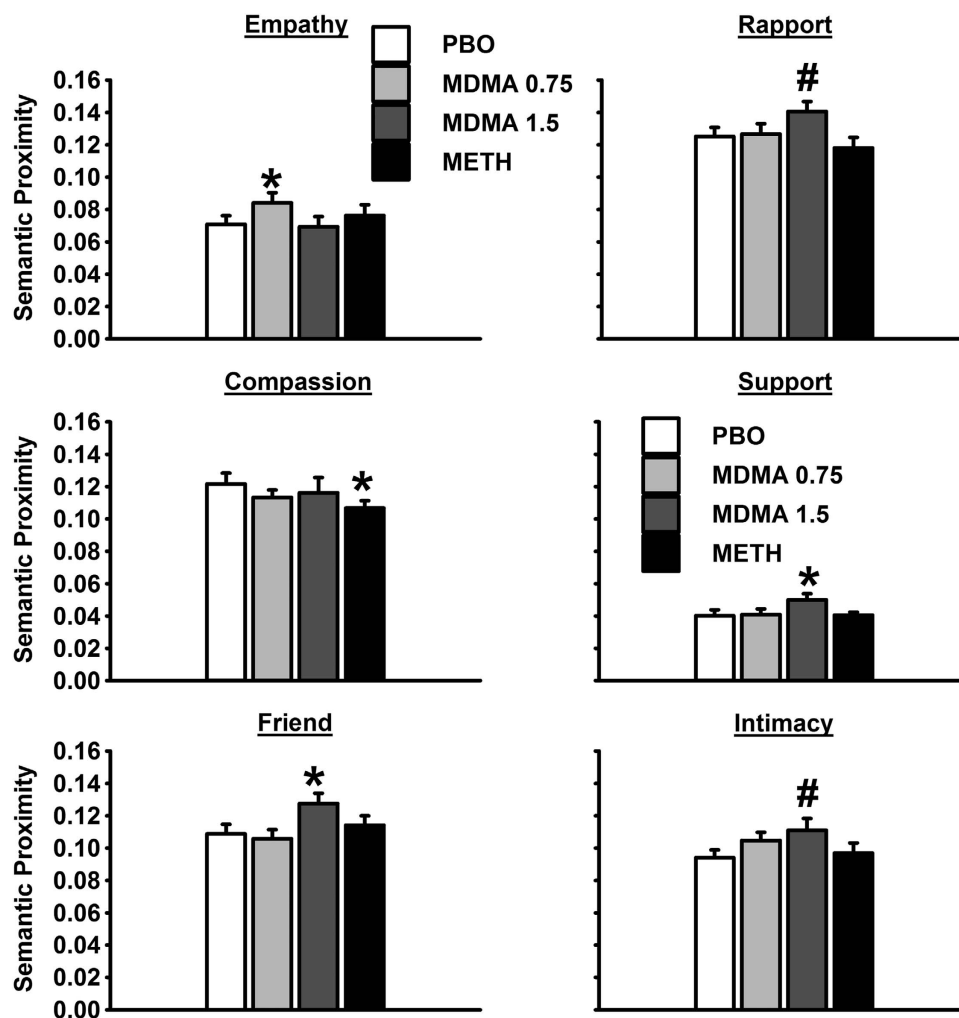 Empathy
PBO
MDMA 0.75
MDMA 1.5
METH
*
Semantic Proximity
0.16
0.14
0.12
0.10
0.08
0.06
0.04
0.02
0.00
Rapport
#
Compassion
*
Semantic Proximity
0.16
0.14
0.12
0.10
0.08
0.06
0.04
0.02
0.00
Support
PBO
MDMA 0.75
MDMA 1.5
METH
*
Friend
*
Semantic Proximity
0.16
0.14
0.12
0.10
0.08
0.06
0.04
0.02
0.00
Intimacy
#